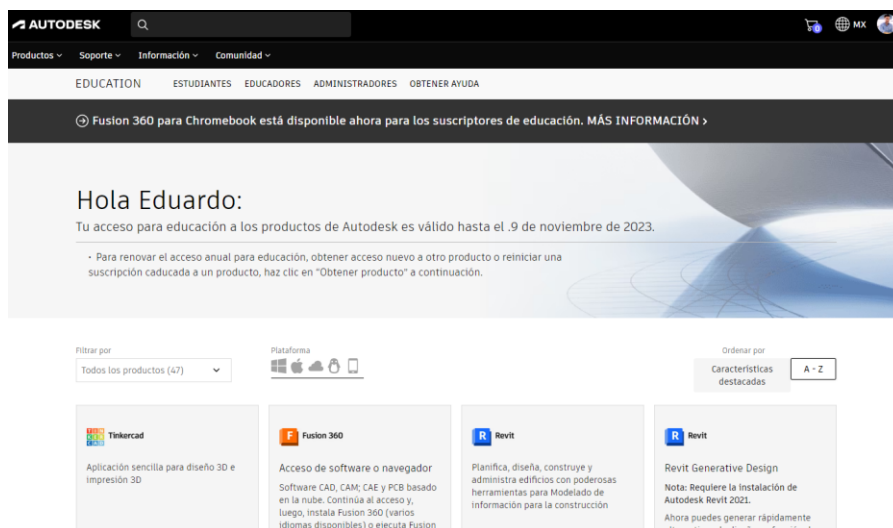 AUTODESK
0
MX
Productos
Soporte
Información
Comunidad
EDUCATION
ESTUDIANTES
EDUCADORES
ADMINISTRADORES
OBTENER AYUDA
Fusion 360 para Chromebook está disponible ahora para los suscriptores de educación. MÁS INFORMACIÓN >
Hola Eduardo:
Tu acceso para educación a los productos de Autodesk es válido hasta el .9 de noviembre de 2023.
· Para renovar el acceso anual para educación, obtener acceso nuevo a otro producto o reiniciar una
suscripción caducada a un producto, haz clic en "Obtener producto" a continuación.
Filtrar por
Todos los productos (47)
Plataforma
Ordenar por
Características
destacadas
A - Z
Tinkercad
Aplicación sencilla para diseño 3D e
impresión 3D
F Fusion 360
Acceso de software o navegador
Software CAD, CAM; CAE y PCB basado
en la nube. Continúa al acceso y,
luego, instala Fusion 360 (varios
idiomas disponibles) o ejecuta Fusion
R Revit
Planifica, diseña, construye y
administra edificios con poderosas
herramientas para Modelado de
información para la construcción
R Revit
Revit Generative Design
Nota: Requiere la instalación de
Autodesk Revit 2021.
Ahora puedes generar rápidamente